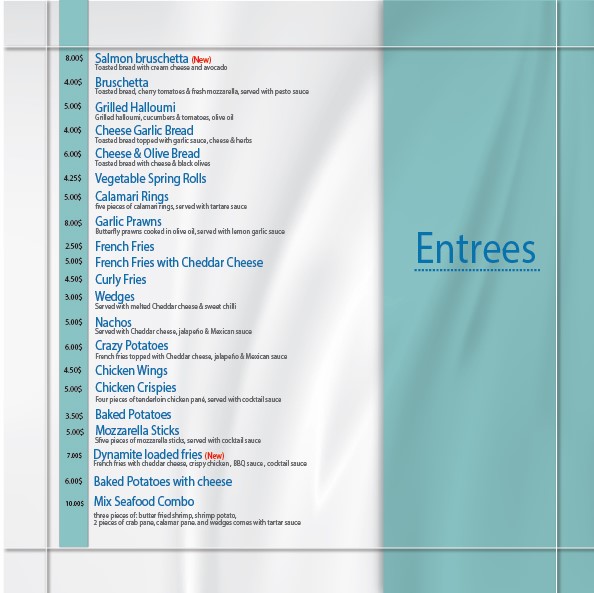 8.00$ Salmon bruschetta (New)
Toasted bread with cream cheese and avocado
4.00$ Bruschetta
Toasted bread, cherry tomatoes & fresh mozzarella, served with pesto sauce
5.00$ Grilled Halloumi
Grilled halloumi, cucumbers & tomatoes, olive oil
4.00$ Cheese Garlic Bread
Toasted bread topped with garlic sauce, cheese & herbs
6.00$ Cheese & Olive Bread
Toasted bread with cheese & black olives
4.25$ Vegetable Spring Rolls
5.00$ Calamari Rings
five pieces of calamari rings, served with tartare sauce
8.00$ Garlic Prawns
Butterfly prawns cooked in olive oil, served with lemon garlic sauce
2.50$ French Fries
5.00$ French Fries with Cheddar Cheese
4.50$ Curly Fries
3.00$ Wedges
Served with melted Cheddar cheese & sweet chilli
5.00$ Nachos
Served with Cheddar cheese, jalapeño & Mexican sauce
6.00$ Crazy Potatoes
French fries topped with Cheddar cheese, jalapeño & Mexican sauce
4.50$ Chicken Wings
5.00$ Chicken Crispies
Four pieces of tenderloin chicken pané, served with cocktail sauce
3.50$ Baked Potatoes
5.00$ Mozzarella Sticks
5five pieces of mozzarella sticks, served with cocktail sauce
7.00$ Dynamite loaded fries (New)
French fries with cheddar cheese, crispy chicken, BBQ sauce, cocktail sauce
6.00$ Baked Potatoes with cheese
10.00$ Mix Seafood Combo
three pieces of: butter fried shrimp, shrimp potato,
2 pieces of crab pane, calamar pane. and wedges comes with tartar sauce
Entrees